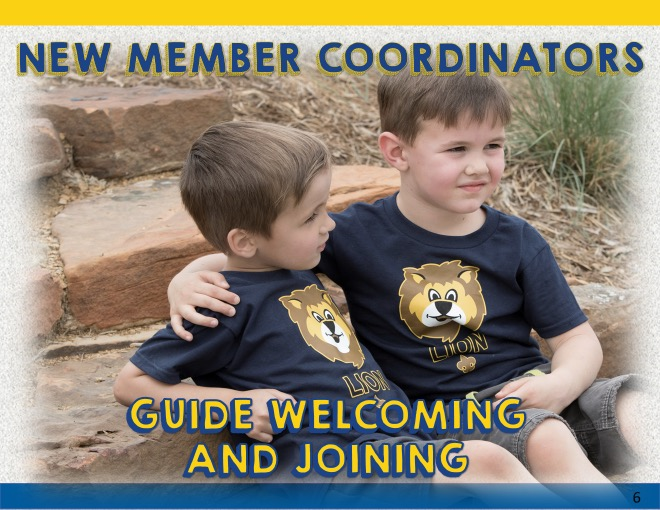 NEW MEMBER COORDINATORS
LION
LION
GUIDE WELCOMING
AND JOINING
6